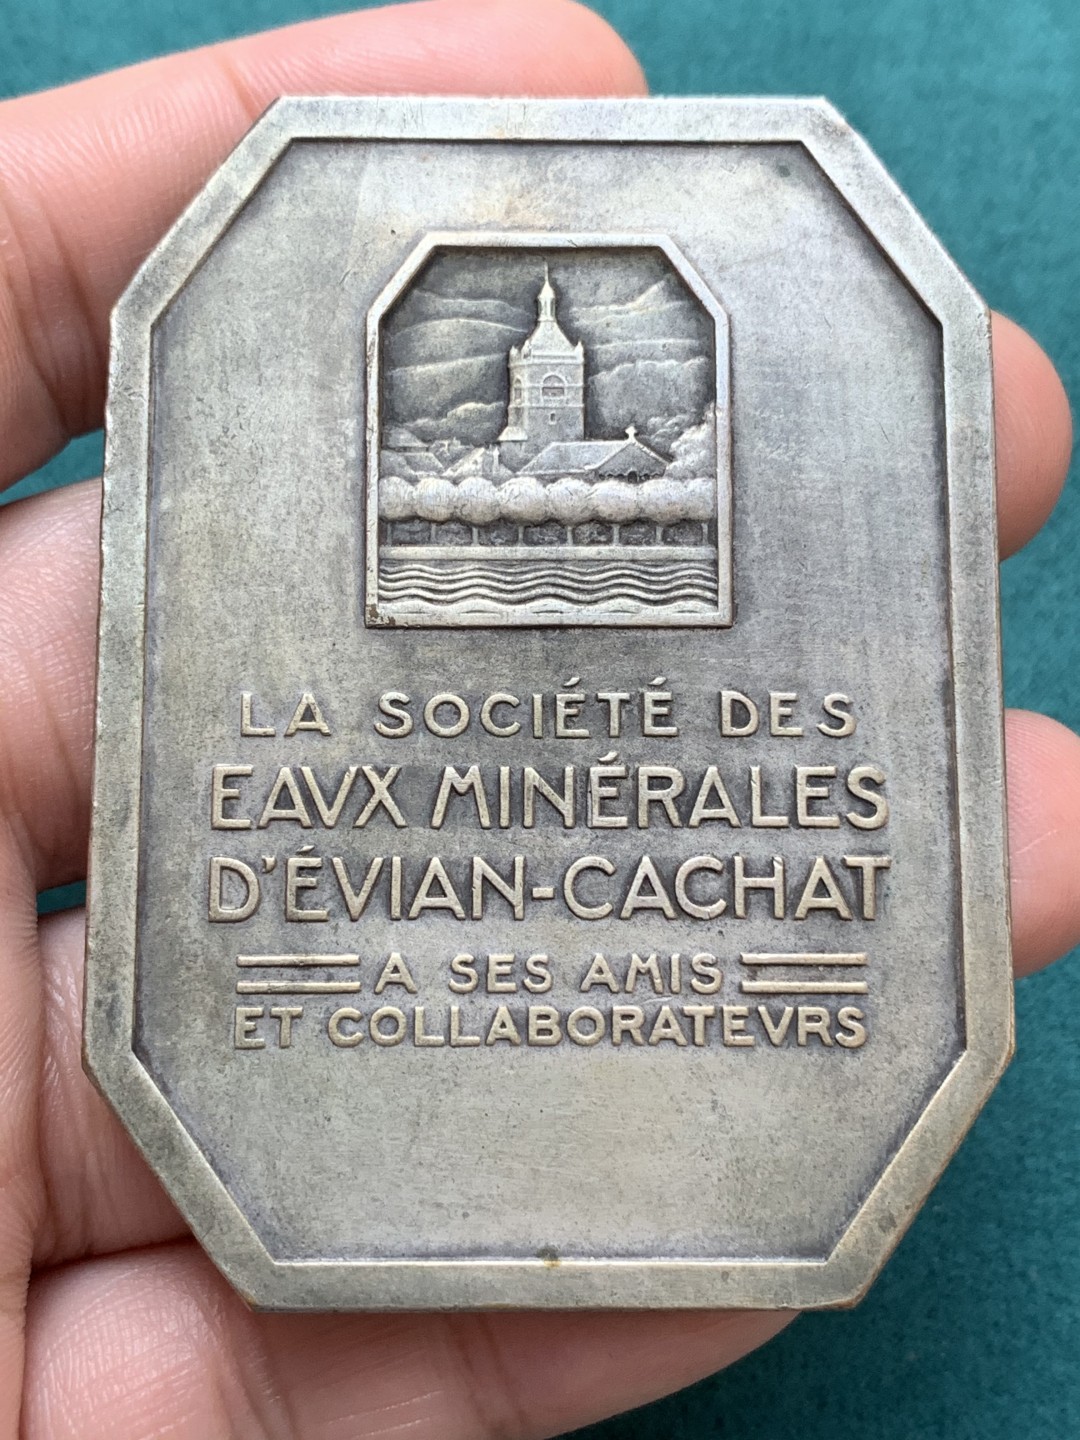 LA SOCIÉTÉ DES
EAVX MINÉRALES
D'ÉVIAN-CACHAT
A SES AMIS
ET COLLABORATEVRS